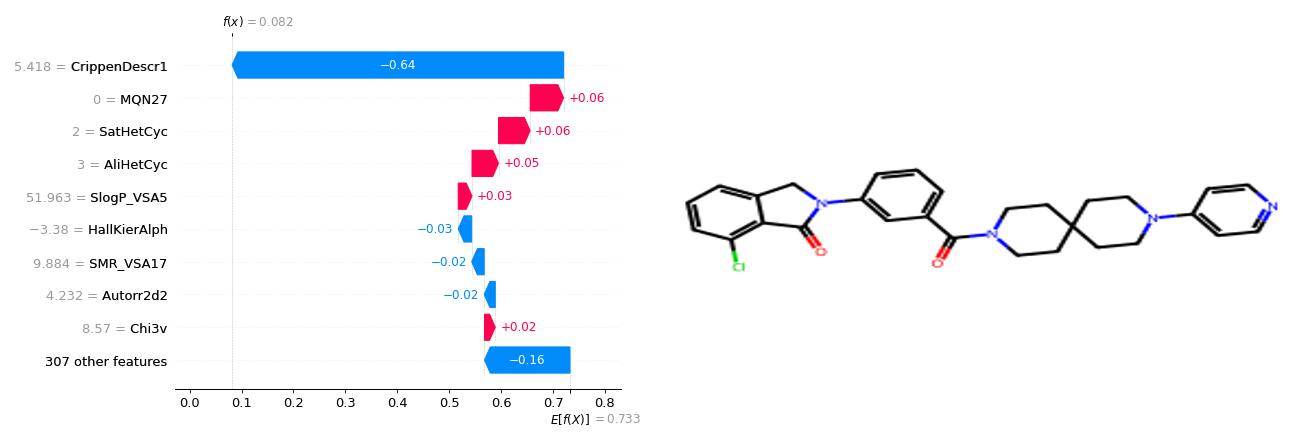 f(x) = 0.082
5.418 = CrippenDescr1
−0.64
0 = MQN27
+0.06
2 = SatHetCyc
+0.06
3 = AliHetCyc
+0.05
51.963 = SlogP_VSA5
+0.03
−3.38 = HallKierAlph
−0.03
9.884 = SMR_VSA17
−0.02
4.232 = Autorr2d2
−0.02
8.57 = Chi3v
+0.02
307 other features
−0.16
0.0 0.1 0.2 0.3 0.4 0.5 0.6 0.7 0.8
E[f(X)] = 0.733
N
O
Cl
N
O
N
N